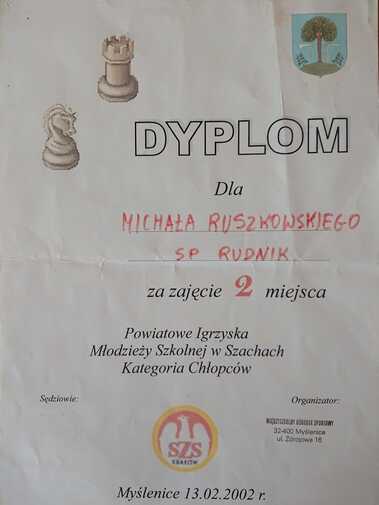 DYPLOM
Dla
MICHAŁA RUSZKOWSKIEGO
SP RUDNIK
za zajęcie 2 miejsca
Powiatowe Igrzyska
Młodzieży Szkolnej w Szachach
Kategoria Chłopców
Sędziowie:
Organizator:
MIĘDZYSZKOLNY OŚRODEK SPORTOWY
32-400 Myślenice
ul. Zdrojowa 16
SZS
KRAKÓW
Myślenice 13.02.2002 r.